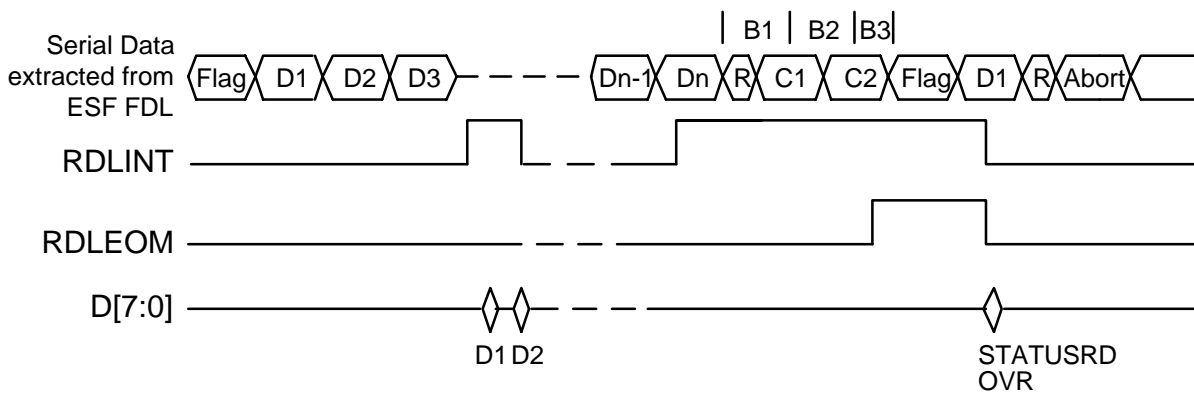 B1 B2 B3
Serial Data
extracted from
ESF FDL
Flag D1 D2 D3 Dn-1 Dn R C1 C2 Flag D1 R Abort
RDLINT
RDLEOM
D[7:0]
D1 D2 STATUSRD
OVR